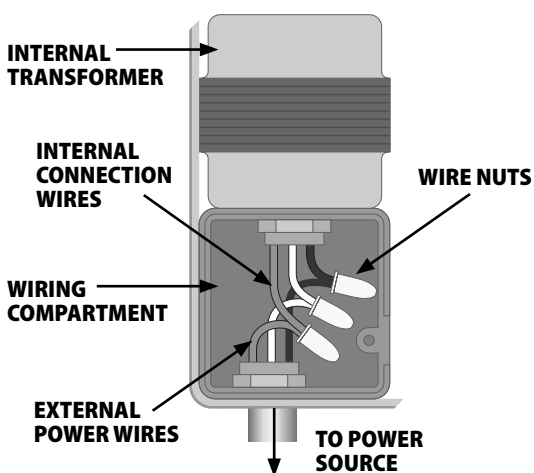 INTERNAL
TRANSFORMER
INTERNAL
CONNECTION
WIRES
WIRE NUTS
WIRING
COMPARTMENT
EXTERNAL
POWER WIRES
TO POWER
SOURCE